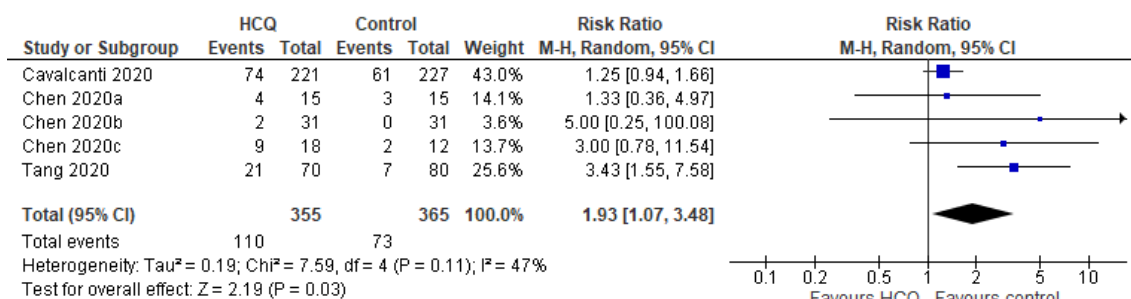 HCQ Control Risk Ratio Risk Ratio
Study or Subgroup Events Total Events Total Weight M-H, Random, 95% CI M-H, Random, 95% CI
Cavalcanti 2020 74 221 61 227 43.0% 1.25 [0.94, 1.66]
Chen 2020a 4 15 3 15 14.1% 1.33 [0.36, 4.97]
Chen 2020b 2 31 0 31 3.6% 5.00 [0.25, 100.08]
Chen 2020c 9 18 2 12 13.7% 3.00 [0.78, 11.54]
Tang 2020 21 70 7 80 25.6% 3.43 [1.55, 7.58]
Total (95% CI) 355 365 100.0% 1.93 [1.07, 3.48]
Total events 110 73
Heterogeneity: Tau² = 0.19; Chi² = 7.59, df = 4 (P = 0.11); I² = 47%
Test for overall effect: Z = 2.19 (P = 0.03)
0.1 0.2 0.5 1 2 5 10
Favours HCQ Favours control